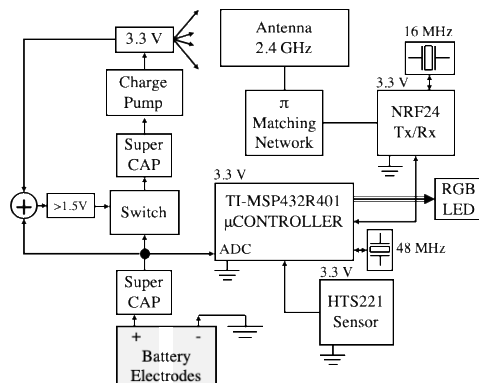 3.3 V
Antenna
2.4 GHz
16 MHz
Charge
Pump
3.3 V
π
Matching
Network
NRF24
Tx/Rx
Super
CAP
3.3 V
>1.5V
Switch
TI-MSP432R401
μCONTROLLER
ADC
RGB
LED
48 MHz
Super
CAP
3.3 V
HTS221
Sensor
+ -
Battery
Electrodes